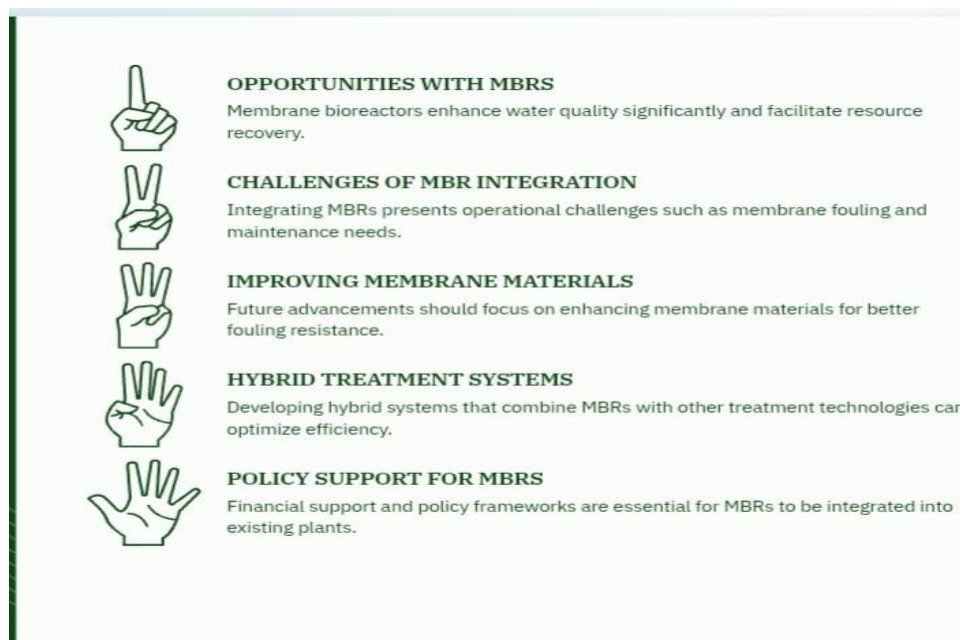 OPPORTUNITIES WITH MBRS
Membrane bioreactors enhance water quality significantly and facilitate resource
recovery.
CHALLENGES OF MBR INTEGRATION
Integrating MBRs presents operational challenges such as membrane fouling and
maintenance needs.
IMPROVING MEMBRANE MATERIALS
Future advancements should focus on enhancing membrane materials for better
fouling resistance.
HYBRID TREATMENT SYSTEMS
Developing hybrid systems that combine MBRs with other treatment technologies
optimize efficiency.
POLICY SUPPORT FOR MBRS
Financial support and policy frameworks are essential for MBRs to be integrated into
existing plants.